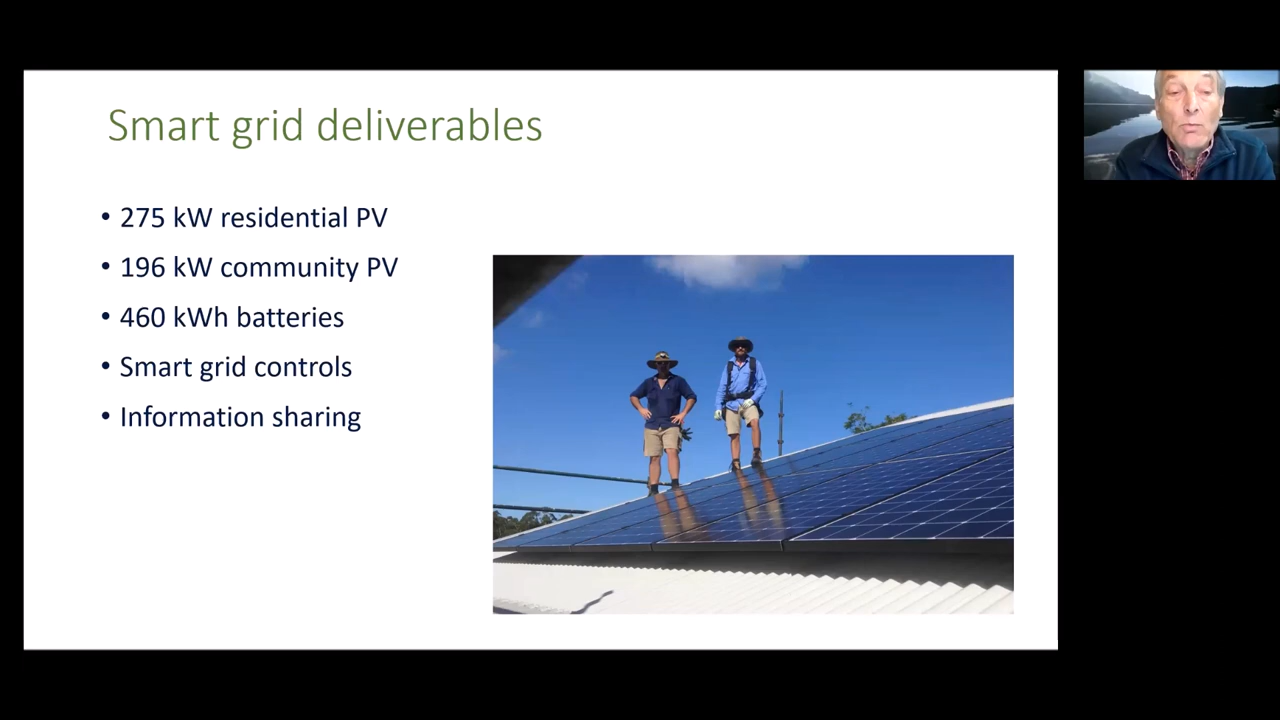 Smart grid deliverables
• 275 kW residential PV
• 196 kW community PV
• 460 kWh batteries
• Smart grid controls
• Information sharing